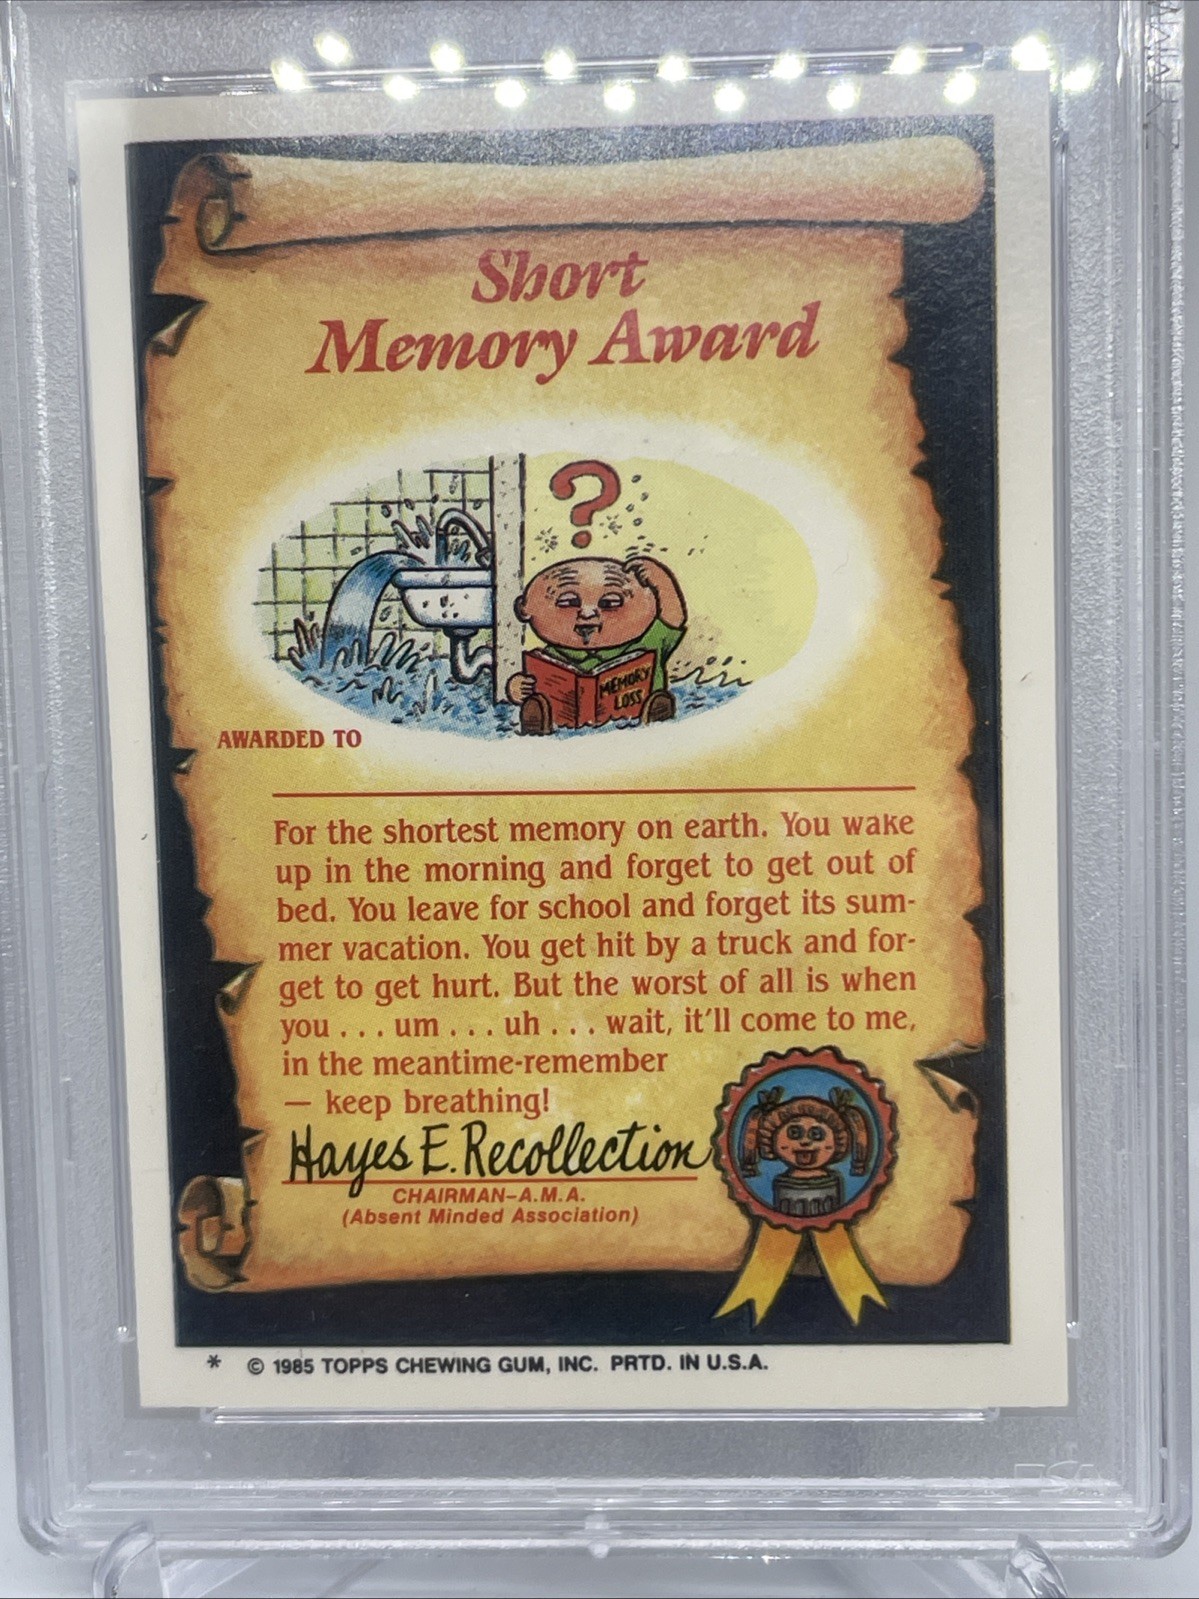 Short
Memory Award
?
MEMORY
LOSS
AWARDED TO
For the shortest memory on earth. You wake
up in the morning and forget to get out of
bed. You leave for school and forget its sum-
mer vacation. You get hit by a truck and for-
get to get hurt. But the worst of all is when
you . . . um . . . uh . . . wait, it'll come to me,
in the meantime-remember
— keep breathing!
Hayes E. Recollection
CHAIRMAN–A.M.A.
(Absent Minded Association)
* © 1985 TOPPS CHEWING GUM, INC. PRTD. IN U.S.A.
PSA